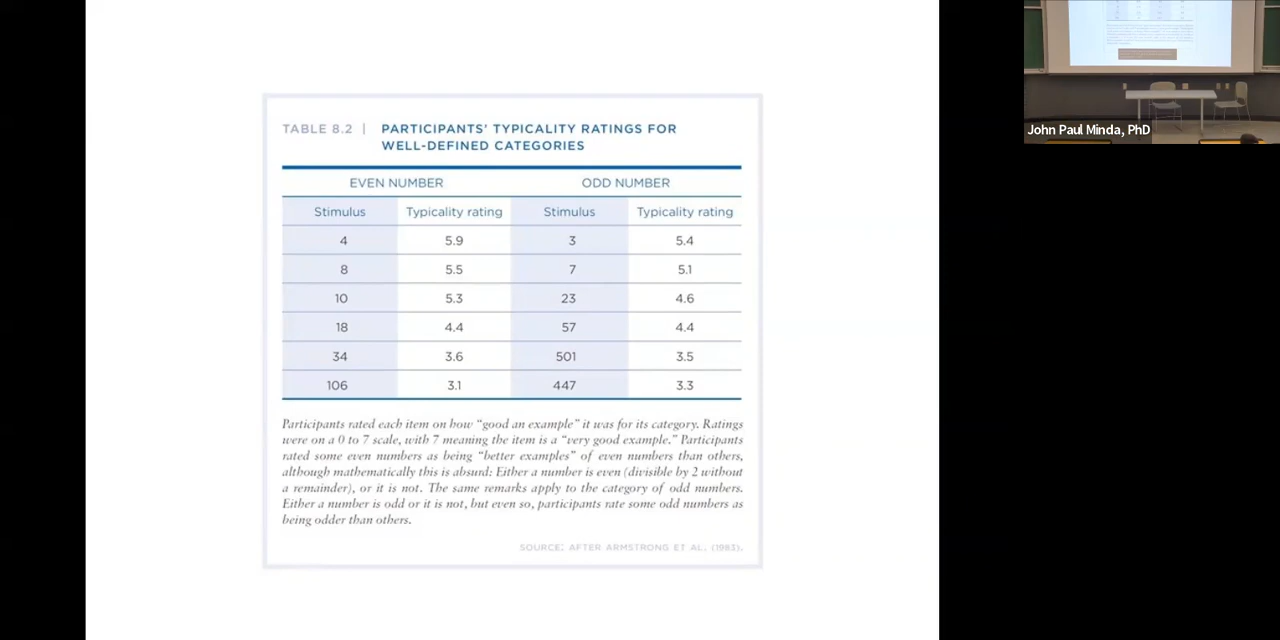 TABLE 8.2 | PARTICIPANTS' TYPICALITY RATINGS FOR
WELL-DEFINED CATEGORIES
EVEN NUMBER ODD NUMBER
Stimulus Typicality rating Stimulus Typicality rating
4 5.9 3 5.4
8 5.5 7 5.1
10 5.3 23 4.6
18 4.4 57 4.4
34 3.6 501 3.5
106 3.1 447 3.3
Participants rated each item on how “good an example” it was for its category. Ratings
were on a 0 to 7 scale, with 7 meaning the item is a “very good example.” Participants
rated some even numbers as being “better examples” of even numbers than others,
although mathematically this is absurd: Either a number is even (divisible by 2 without
a remainder), or it is not. The same remarks apply to the category of odd numbers.
Either a number is odd or it is not, but even so, participants rate some odd numbers as
being odder than others.
SOURCE: AFTER ARMSTRONG ET AL. (1983).
John Paul Minda, PhD